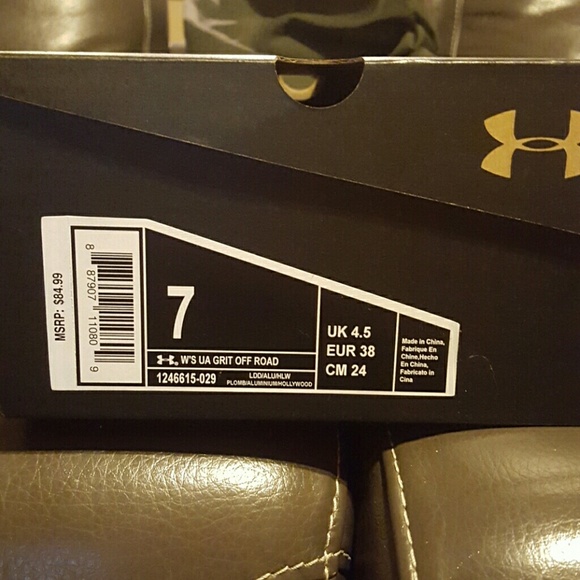 MSRP: $84.99
8 87907 11080 9
7
W'S UA GRIT OFF ROAD
1246615-029
LDD/ALU/HLW
PLOMB/ALUMINIUM/HOLLYWOOD
UK 4.5
EUR 38
CM 24
Made in China,
Fabrique En
Chine,Hecho
En China,
Fabricato in
Cina